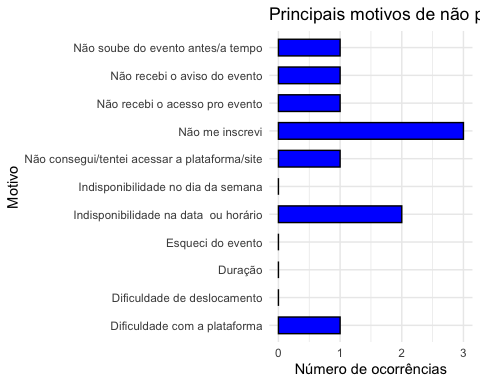 Principais motivos de não p
Não soube do evento antes/a tempo
Não recebi o aviso do evento
Não recebi o acesso pro evento
Não me inscrevi
Não consegui/tentei acessar a plataforma/site
Indisponibilidade no dia da semana
Indisponibilidade na data  ou horário
Esqueci do evento
Duração
Dificuldade de deslocamento
Dificuldade com a plataforma
Motivo
0 1 2 3
Número de ocorrências